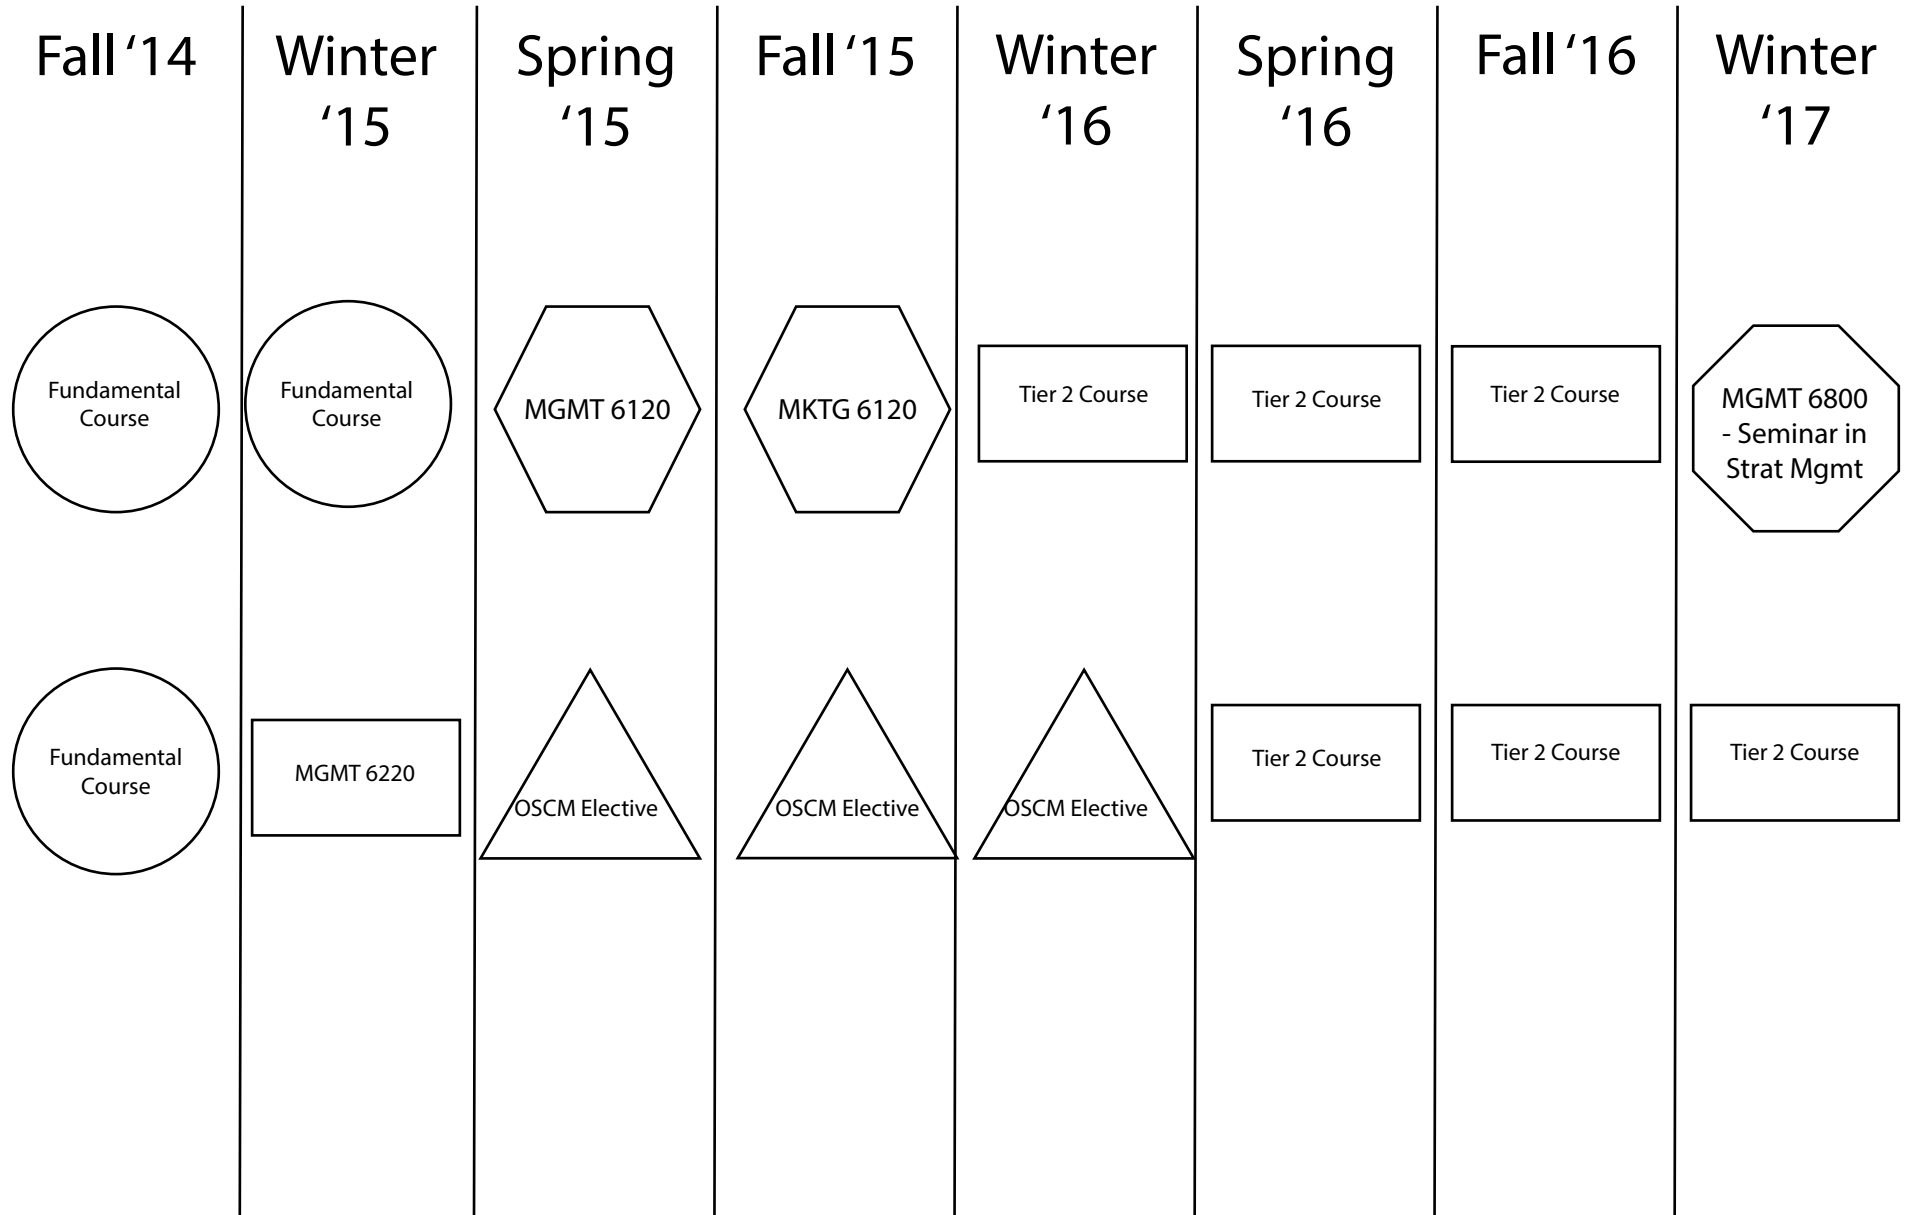 Fall ‘14
Winter
‘15
Spring
‘15
Fall ‘15
Winter
‘16
Spring
‘16
Fall ‘16
Winter
‘17
Fundamental
Course
Fundamental
Course
MGMT 6120
MKTG 6120
Tier 2 Course
Tier 2 Course
Tier 2 Course
MGMT 6800
- Seminar in
Strat Mgmt
Fundamental
Course
MGMT 6220
OSCM Elective
OSCM Elective
OSCM Elective
Tier 2 Course
Tier 2 Course
Tier 2 Course